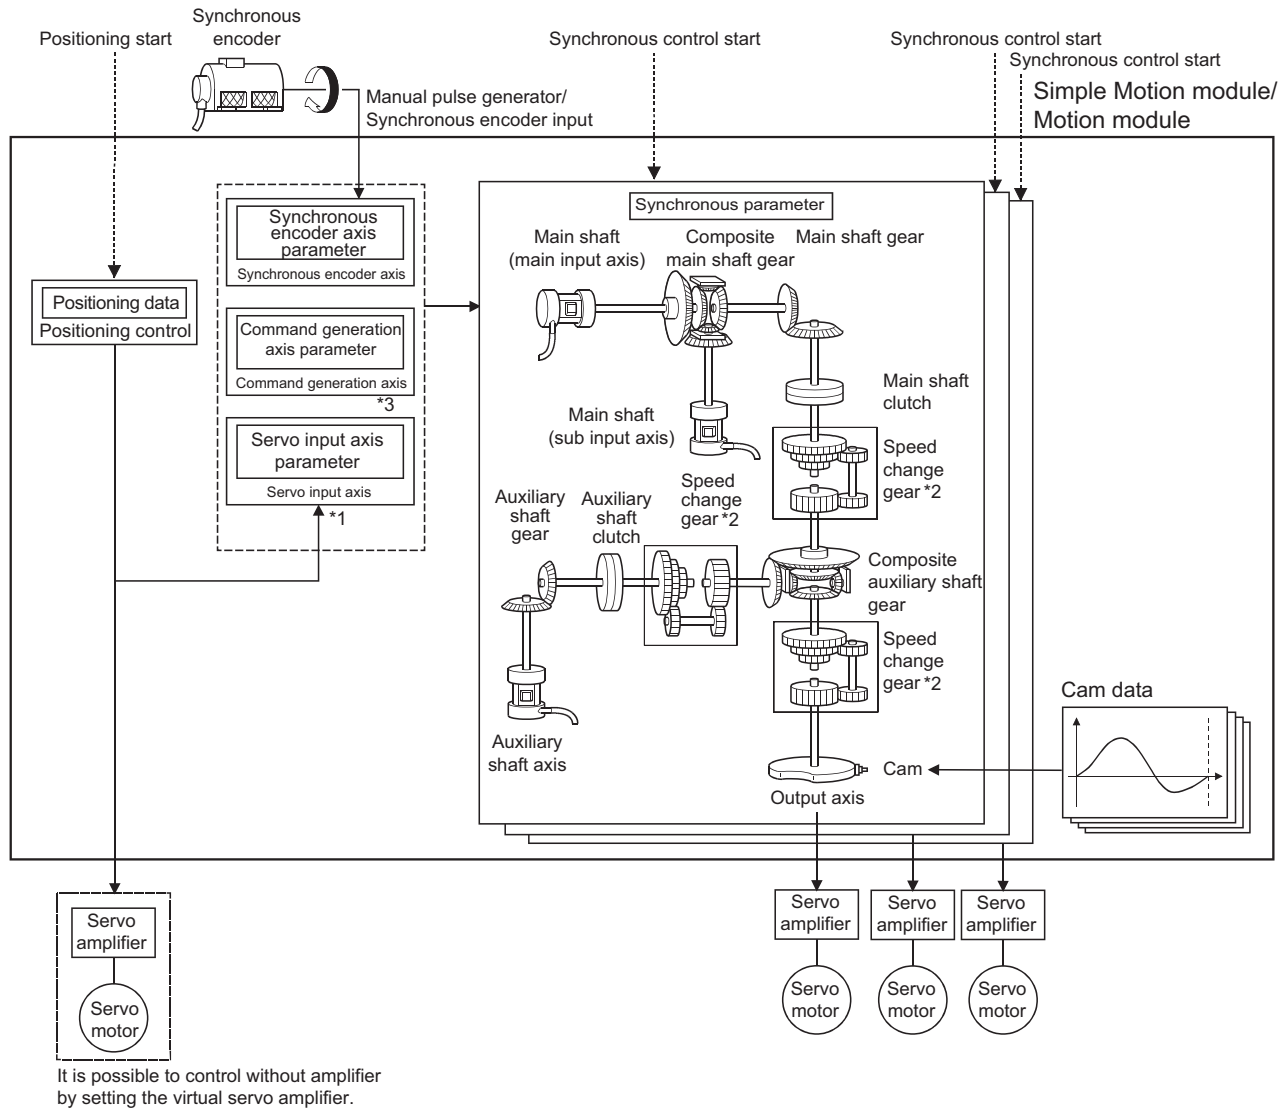 Synchronous
encoder
Positioning start
Synchronous control start
Synchronous control start
Synchronous control start
Simple Motion module/
Motion module
Manual pulse generator/
Synchronous encoder input
Synchronous
encoder axis
parameter
Synchronous encoder axis
Positioning data
Positioning control
Command generation
axis parameter
Command generation axis
*3
Servo input axis
parameter
Servo input axis
*1
Synchronous parameter
Main shaft
(main input axis)
Composite
main shaft gear
Main shaft gear
Main shaft
clutch
Main shaft
(sub input axis)
Speed
change
gear *2
Auxiliary
shaft
gear
Auxiliary
shaft
clutch
Speed
change
gear *2
Composite
auxiliary shaft
gear
Speed
change
gear *2
Auxiliary
shaft axis
Cam
Output axis
Cam data
Servo
amplifier
Servo
motor
Servo
amplifier
Servo
motor
Servo
amplifier
Servo
motor
Servo
amplifier
Servo
motor
It is possible to control without amplifier
by setting the virtual servo amplifier.